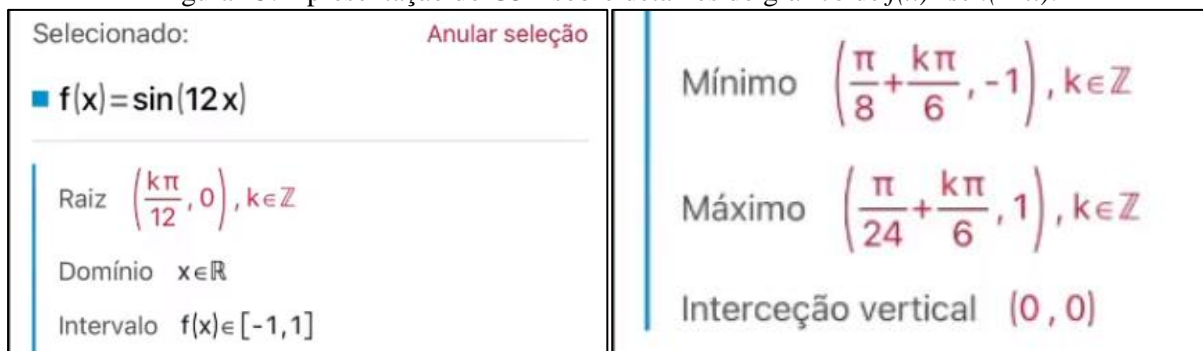 Selecionado: Anular seleção
f(x)=sin(12x)
Raiz (kπ/12, 0), k∈ℤ
Domínio x∈ℝ
Intervalo f(x)∈[-1,1]
Mínimo (π/8+kπ/6, -1), k∈ℤ
Máximo (π/24+kπ/6, 1), k∈ℤ
Interceção vertical (0, 0)